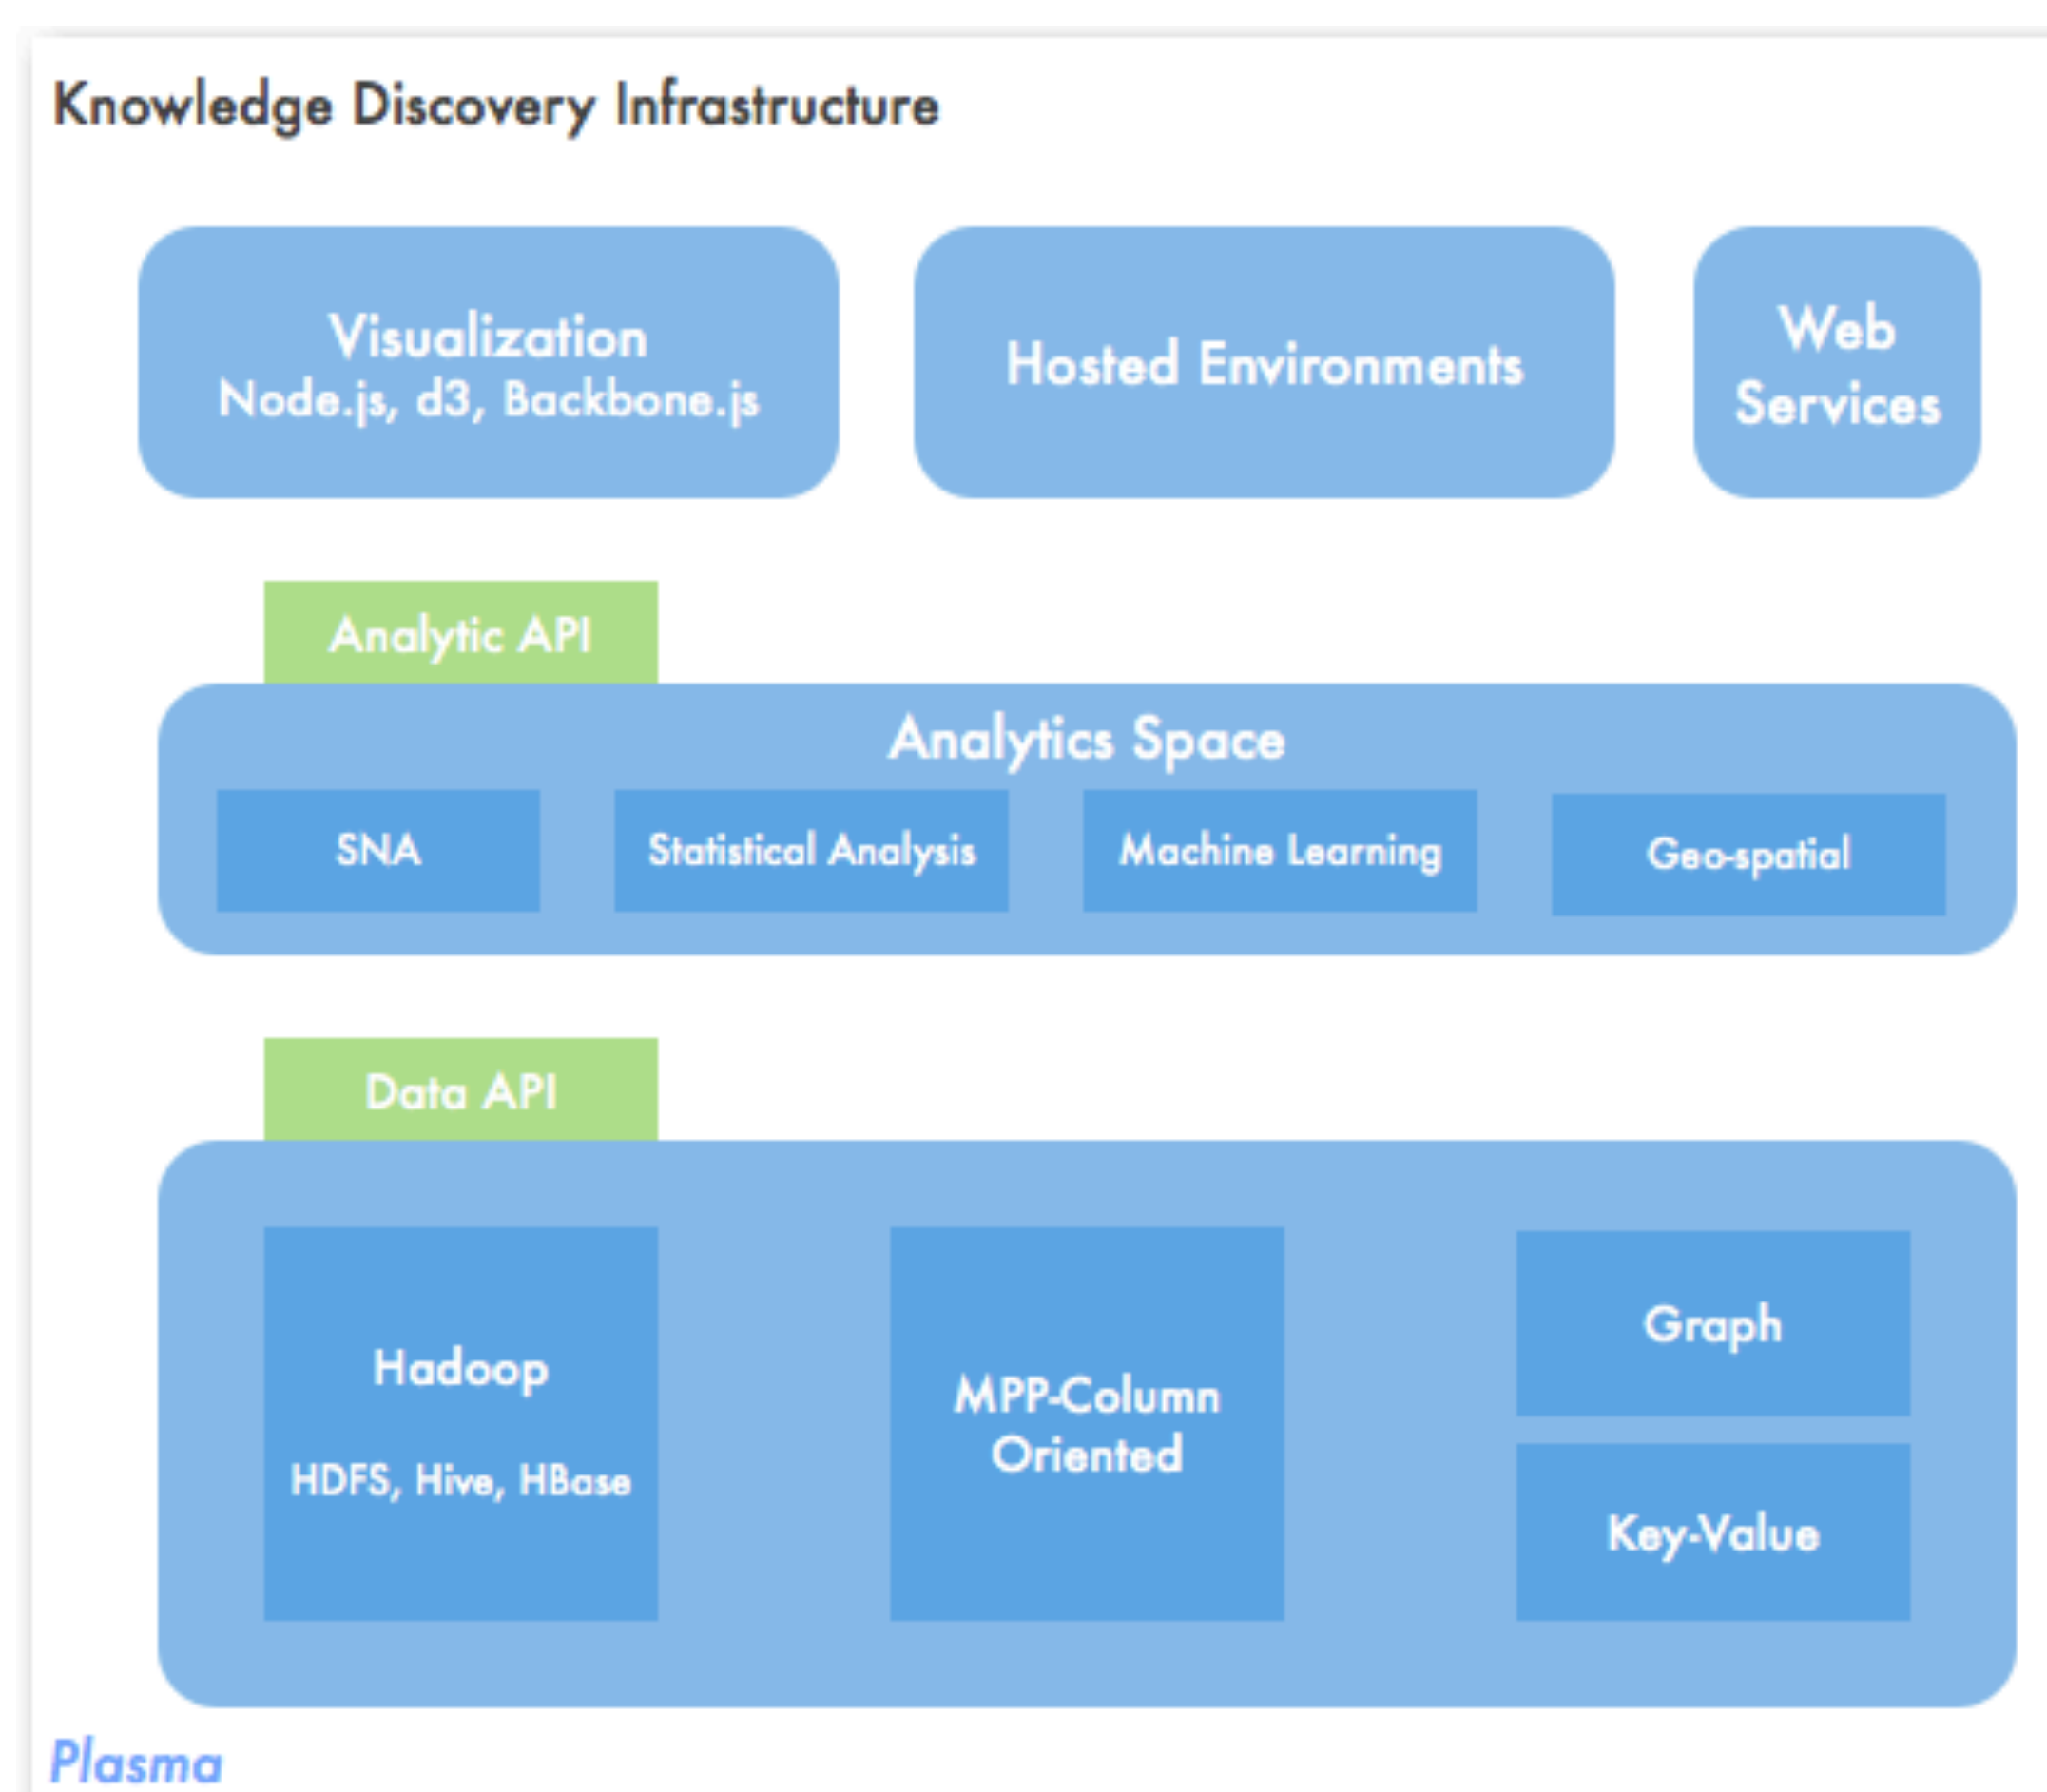 Knowledge Discovery Infrastructure
Visualization
Node.js, d3, Backbone.js
Hosted Environments
Web
Services
Analytic API
Analytics Space
SNA
Statistical Analysis
Machine Learning
Geo-spatial
Data API
Hadoop
HDFS, Hive, HBase
MPP-Column
Oriented
Graph
Key-Value
Plasma